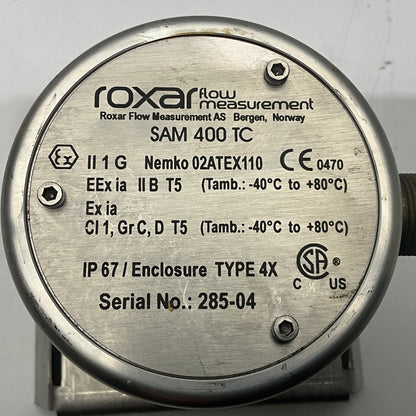 roxar flow measurement
Roxar Flow Measurement AS Bergen, Norway
SAM 400 TC
Ex II 1 G Nemko 02ATEX110 CE 0470
EEx ia II B T5 (Tamb.: -40°C to +80°C)
Ex ia
Cl 1, Gr C, D T5 (Tamb.: -40°C to +80°C)
IP 67 / Enclosure TYPE 4X
SA ®
C US
Serial No.: 285-04